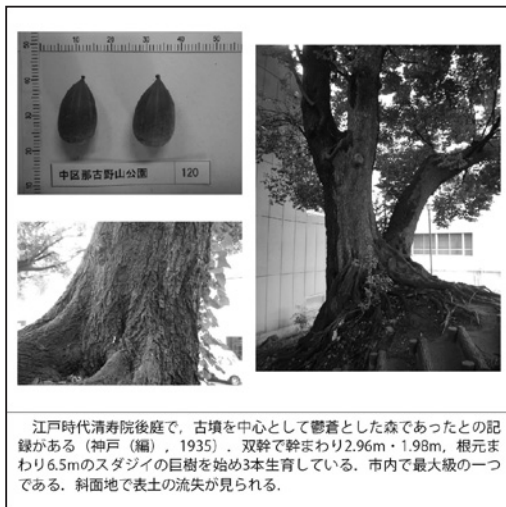 中区那古野山公園 120
江戸時代清寿院後庭で，古墳を中心として鬱蒼とした森であったとの記
録がある（神戸（編），1935）．双幹で幹まわり2.96m・1.98m，根元ま
わり6.5mのスダジイの巨樹を始め3本生育している．市内で最大級の一つ
である．斜面地で表土の流失が見られる．